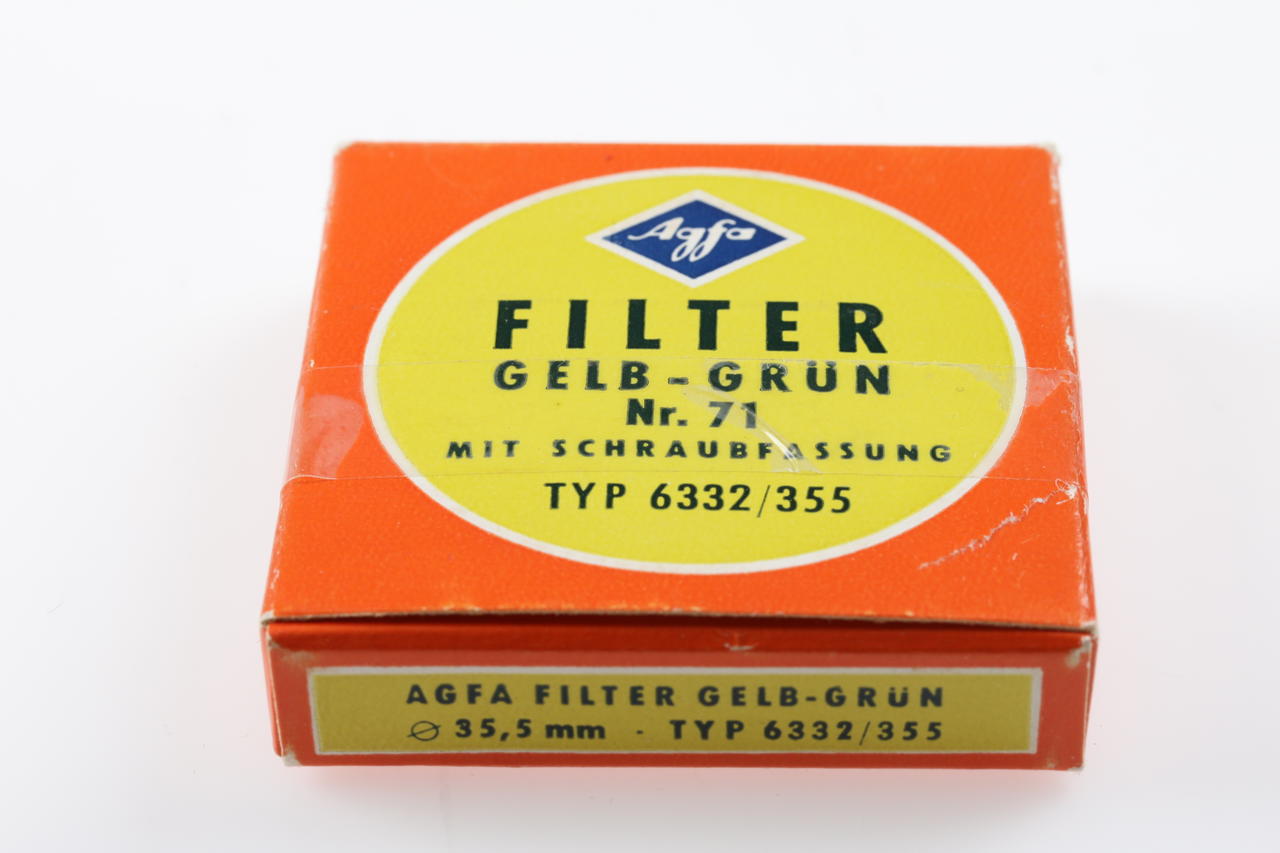 Agfa
FILTER
GELB-GRÜN
Nr. 71
MIT SCHRAUBFASSUNG
TYP 6332/355
AGFA FILTER GELB-GRÜN
⌀ 35,5 mm · TYP 6332/355